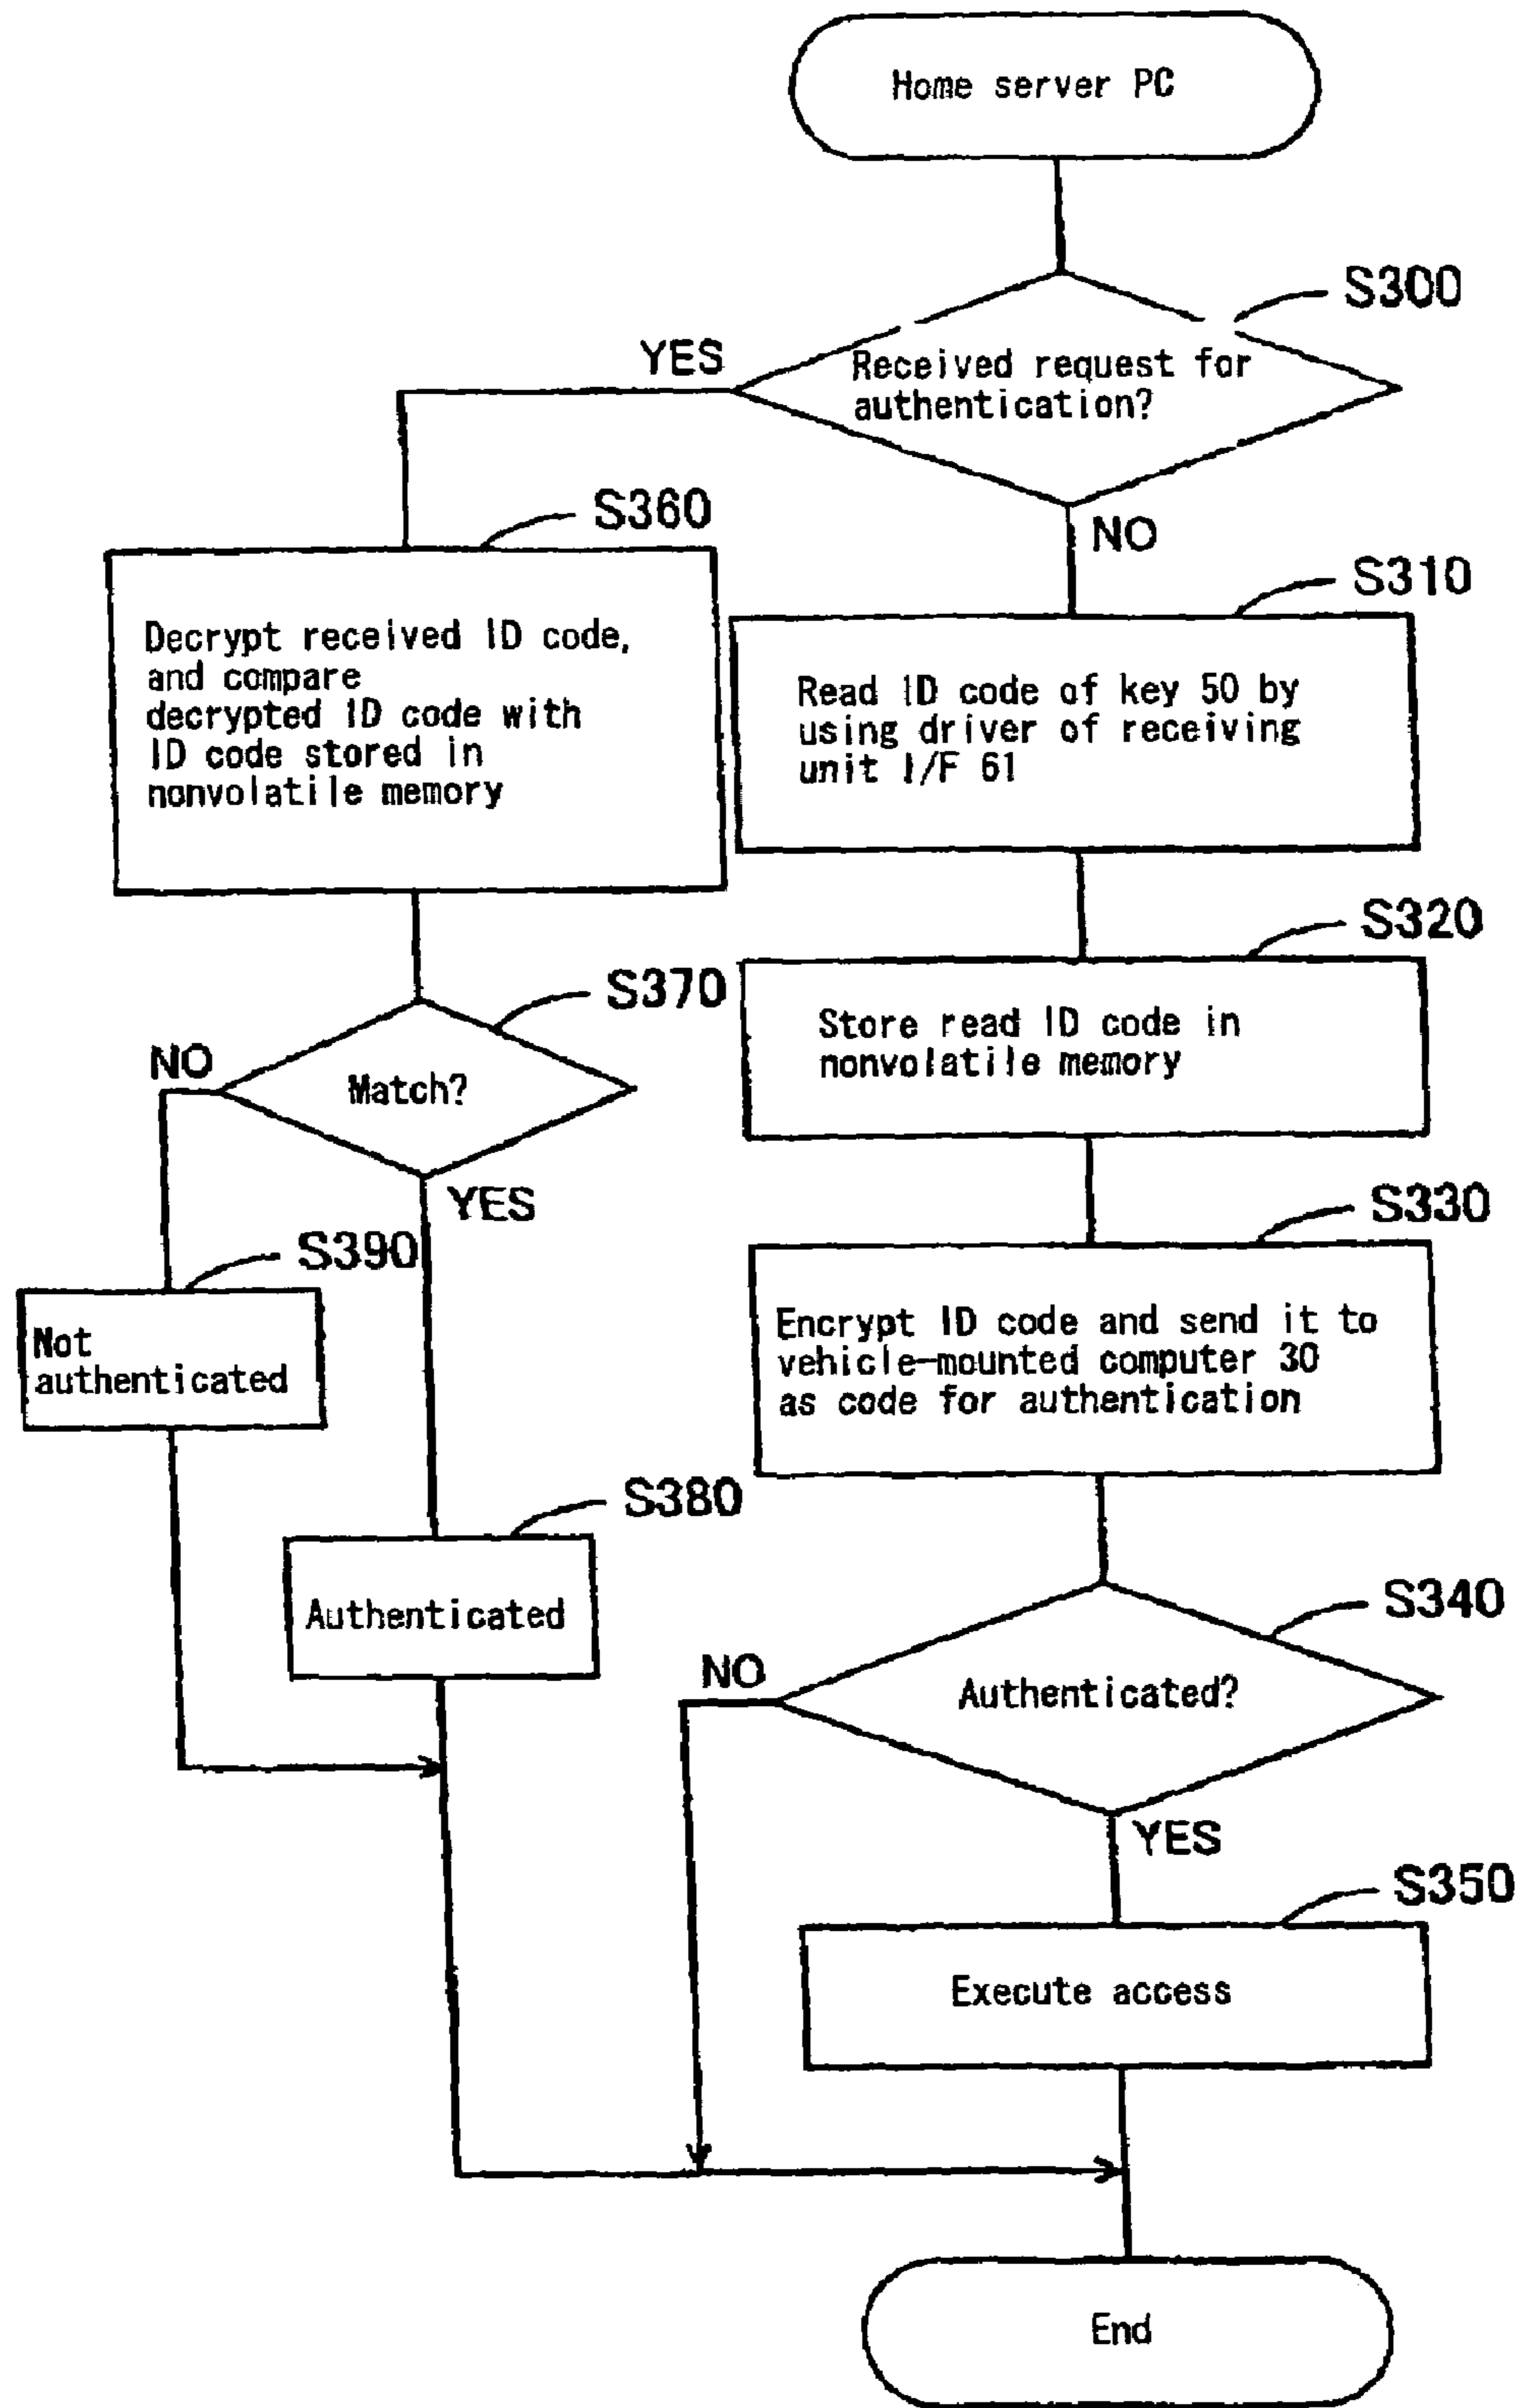 Home server PC
S300
YES
Received request for
authentication?
NO
S360
Decrypt received ID code,
and compare
decrypted ID code with
ID code stored in
nonvolatile memory
S310
Read ID code of key 50 by
using driver of receiving
unit I/F 61
S320
Store read ID code in
nonvolatile memory
S370
NO
Match?
YES
S330
Encrypt ID code and send it to
vehicle-mounted computer 30
as code for authentication
S390
Not
authenticated
S380
Authenticated
S340
NO
Authenticated?
YES
S350
Execute access
End